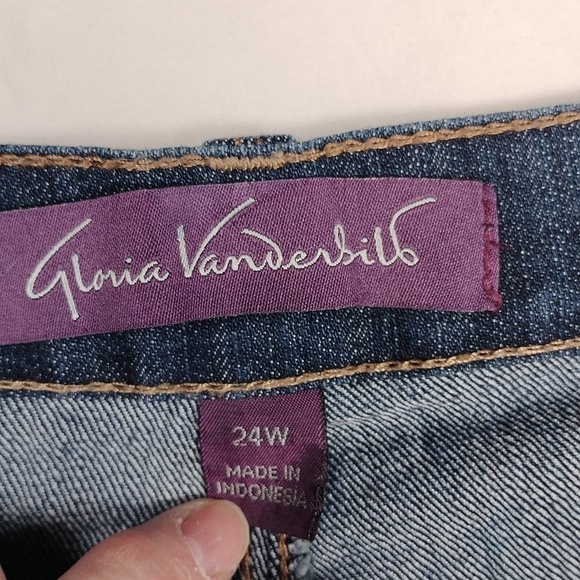 Gloria Vanderbilt
24W
MADE IN
INDONESIA